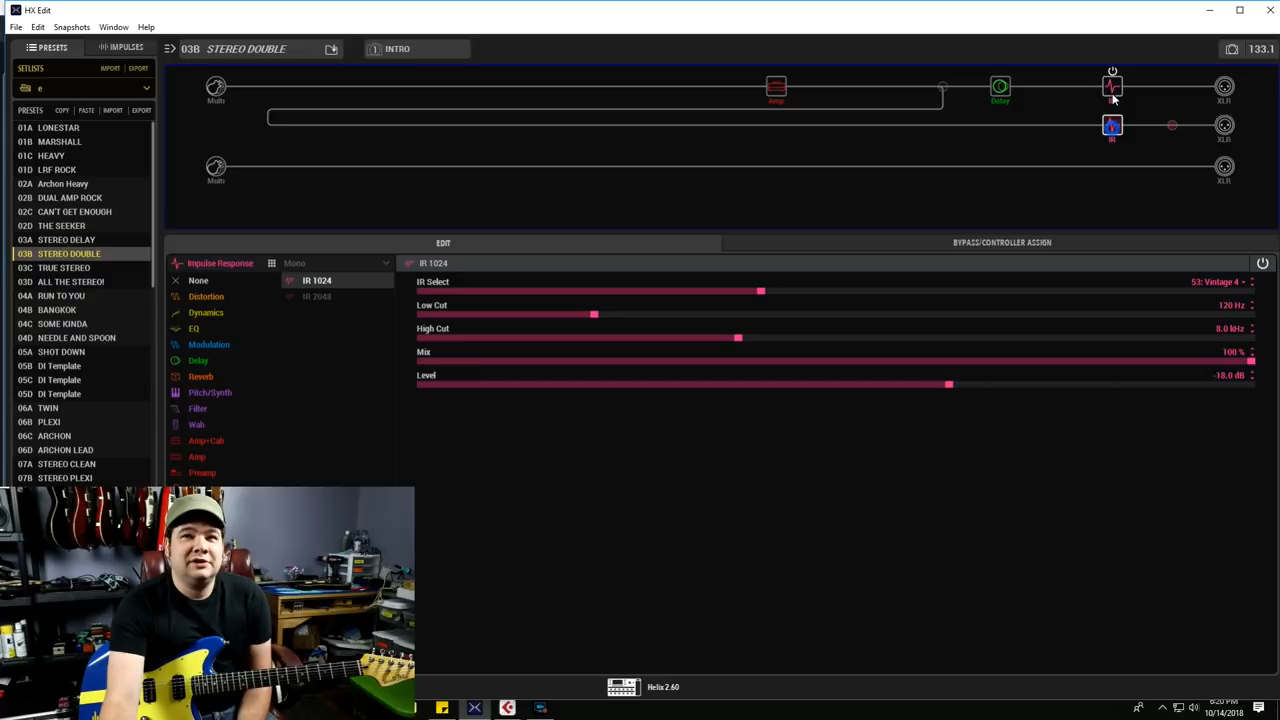 HX Edit
File Edit Snapshots Window Help
PRESETS IMPULSES
03B STEREO DOUBLE
1 INTRO
133.1
SETLISTS IMPORT EXPORT
e
PRESETS COPY PASTE IMPORT EXPORT
01A LONESTAR
01B MARSHALL
01C HEAVY
01D LRF ROCK
02A Archon Heavy
02B DUAL AMP ROCK
02C CAN'T GET ENOUGH
02D THE SEEKER
03A STEREO DELAY
03B STEREO DOUBLE
03C TRUE STEREO
03D ALL THE STEREO!
04A RUN TO YOU
04B BANGKOK
04C SOME KINDA
04D NEEDLE AND SPOON
05A SHOT DOWN
05B DI Template
05C DI Template
05D DI Template
06A TWIN
06B PLEXI
06C ARCHON
06D ARCHON LEAD
07A STEREO CLEAN
07B STEREO PLEXI
Multi Amp Delay XLR
IR XLR
Multi XLR
EDIT BYPASS/CONTROLLER ASSIGN
Impulse Response Mono
None
Distortion
Dynamics
EQ
Modulation
Delay
Reverb
Pitch/Synth
Filter
Wah
Amp+Cab
Amp
Preamp
IR 1024
IR 2048
IR 1024
IR Select 53: Vintage 4
Low Cut 120 Hz
High Cut 8.0 kHz
Mix 100 %
Level -18.0 dB
Helix 2.60
6:20 PM
10/14/2018